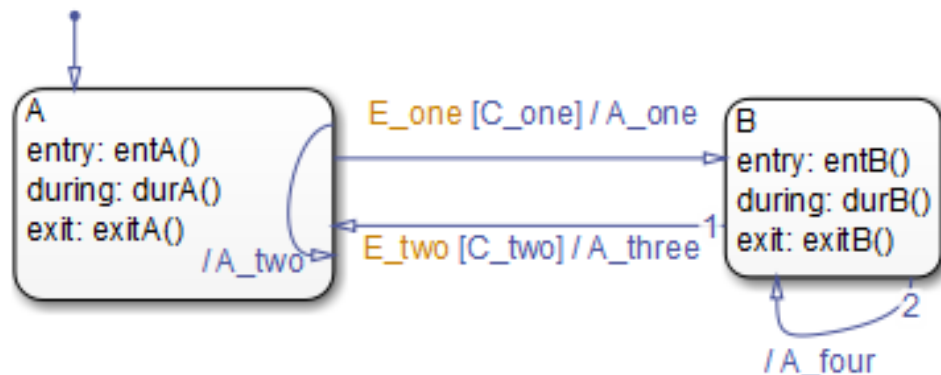 A
entry: entA()
during: durA()
exit: exitA()
/ A_two
E_one [C_one] / A_one
E_two [C_two] / A_three
1
B
entry: entB()
during: durB()
exit: exitB()
2
/ A_four